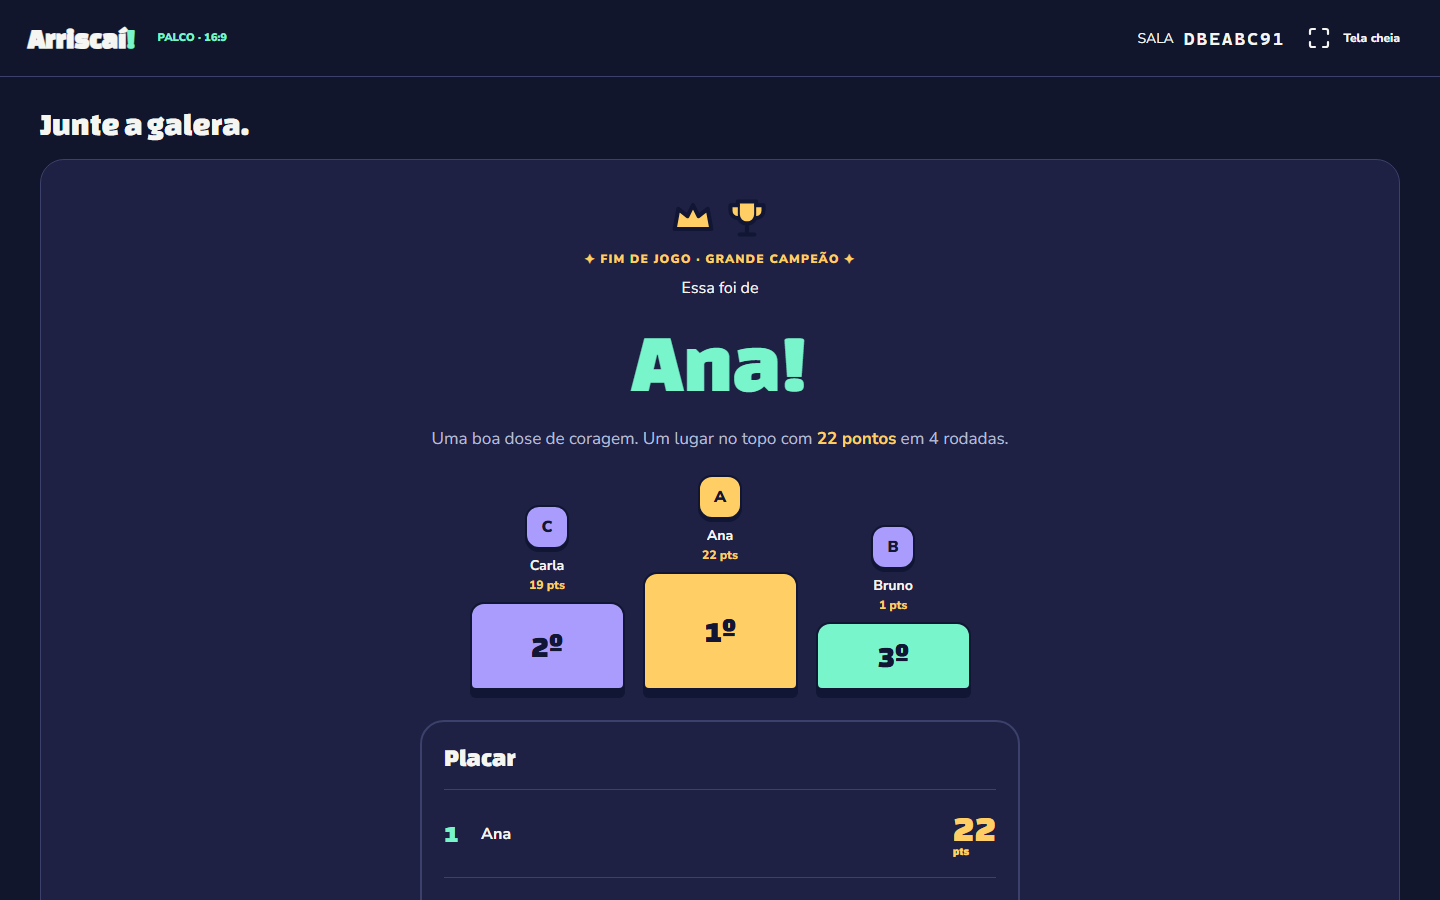 Arriscaí!
PALCO · 16:9
SALA DBEABC91
Tela cheia
Junte a galera.
✦ FIM DE JOGO · GRANDE CAMPEÃO ✦
Essa foi de
Ana!
Uma boa dose de coragem. Um lugar no topo com 22 pontos em 4 rodadas.
C
Carla
19 pts
2º
A
Ana
22 pts
1º
B
Bruno
1 pts
3º
Placar
1 Ana 22
pts